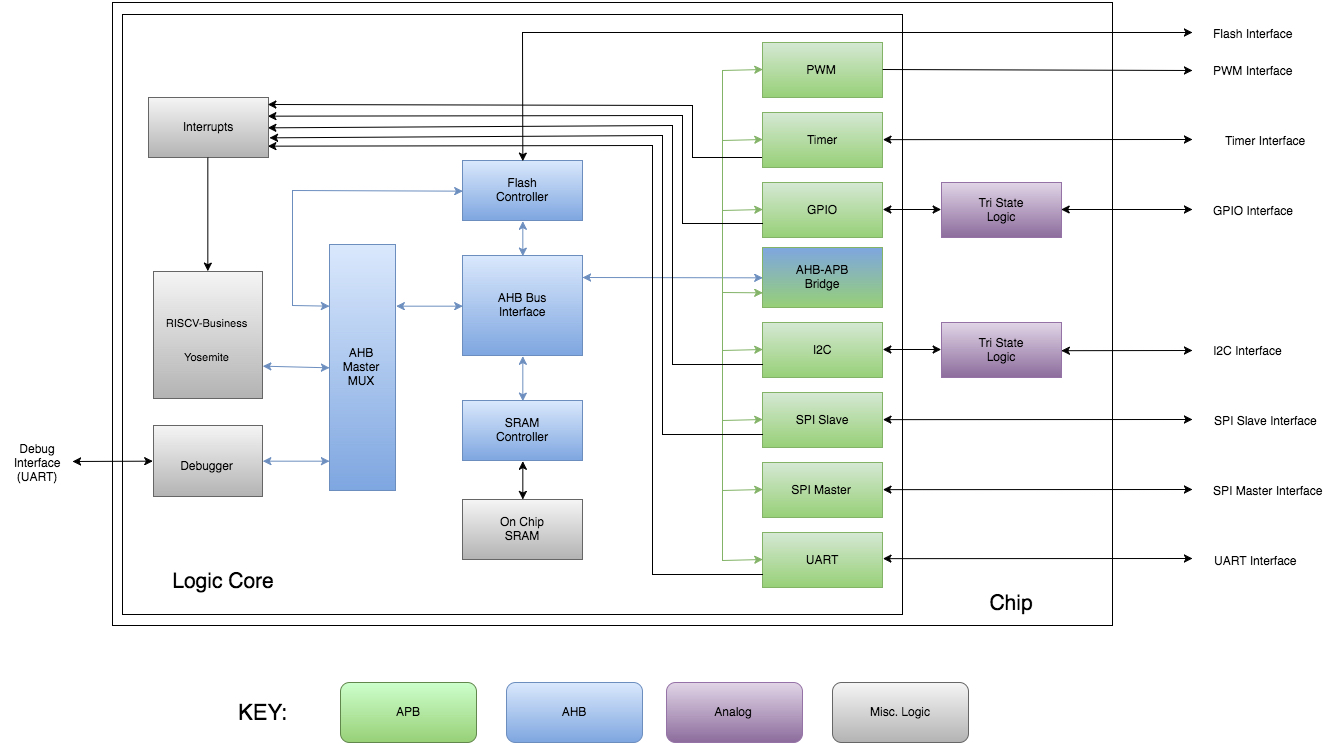 Flash Interface
PWM
PWM Interface
Interrupts
Timer
Timer Interface
Flash
Controller
GPIO
Tri State
Logic
GPIO Interface
AHB-APB
Bridge
AHB Bus
Interface
RISCV-Business
Yosemite
AHB
Master
MUX
I2C
Tri State
Logic
I2C Interface
SRAM
Controller
SPI Slave
SPI Slave Interface
Debug
Interface
(UART)
Debugger
SPI Master
SPI Master Interface
On Chip
SRAM
UART
UART Interface
Logic Core
Chip
KEY:
APB
AHB
Analog
Misc. Logic